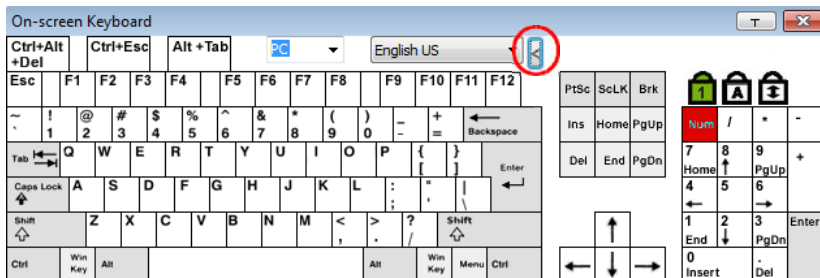 On-screen Keyboard
Ctrl+Alt +Del Ctrl+Esc Alt +Tab PC English US <
Esc F1 F2 F3 F4 F5 F6 F7 F8 F9 F10 F11 F12 PtSc ScLK Brk 1 A
~ ! @ # $ % ^ & * ( ) _ + Num / * -
` 1 2 3 4 5 6 7 8 9 0 - = Backspace Ins Home PgUp
Tab Q W E R T Y U I O P { } Enter Del End PgDn 7 8 9 +
[ ] Home PgUp
Caps Lock A S D F G H J K L : " | 4 5 6
; ' \
Shift Z X C V B N M < > ? Shift 1 2 3 Enter
, . / End PgDn
Ctrl Win Key Alt Alt Win Key Menu Ctrl 0 .
Insert Del